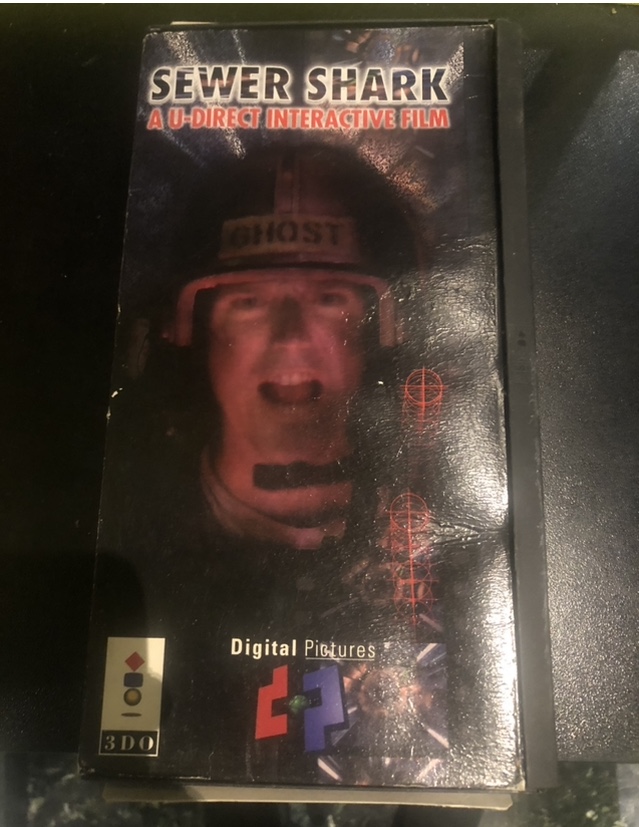 SEWER SHARK
A U-DIRECT INTERACTIVE FILM
GHOST
Digital Pictures
3DO